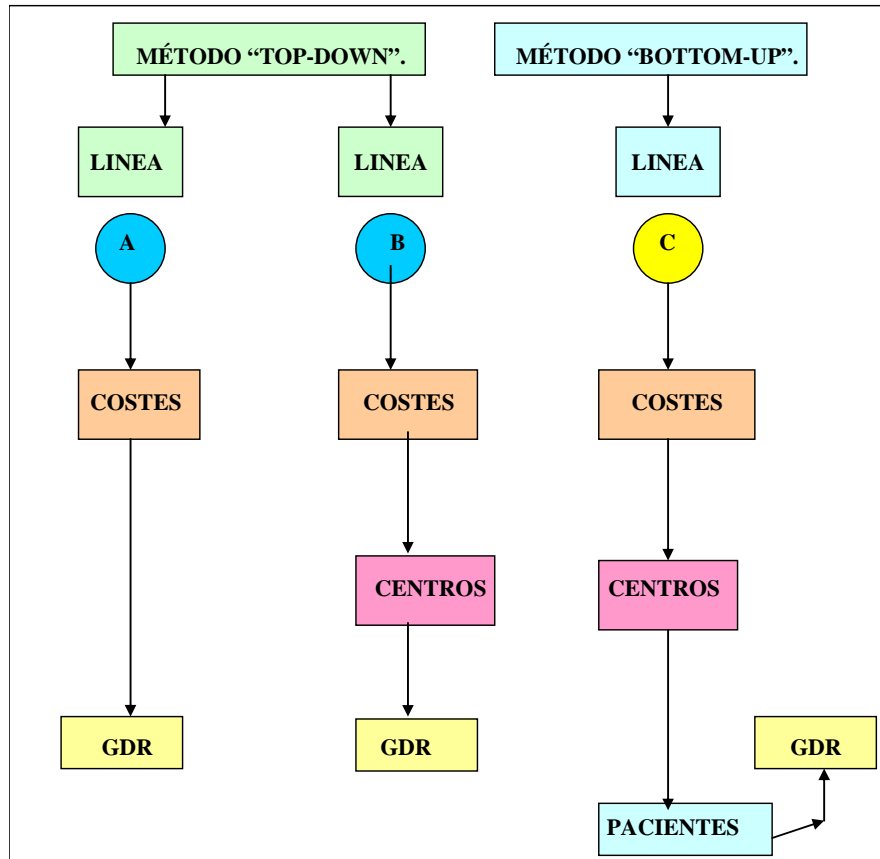 MÉTODO “TOP-DOWN”.
MÉTODO “BOTTOM-UP”.
LINEA
LINEA
LINEA
A
B
C
COSTES
COSTES
COSTES
CENTROS
CENTROS
GDR
GDR
GDR
PACIENTES